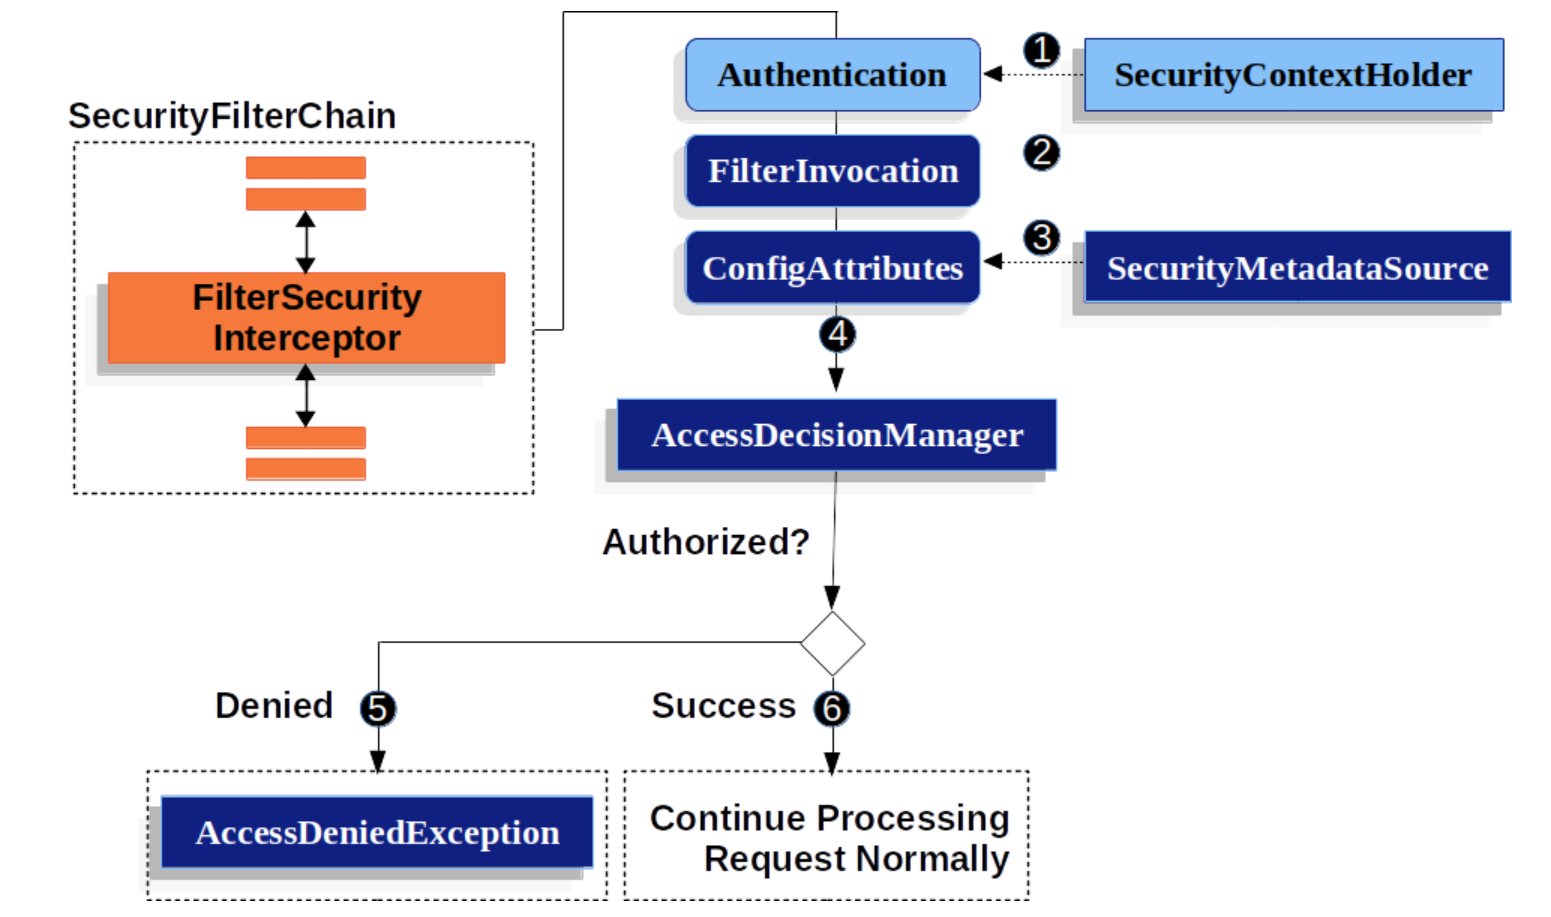 SecurityFilterChain
FilterSecurity
Interceptor
Authentication
1
SecurityContextHolder
FilterInvocation
2
ConfigAttributes
3
SecurityMetadataSource
4
AccessDecisionManager
Authorized?
Denied
5
Success
6
AccessDeniedException
Continue Processing
Request Normally